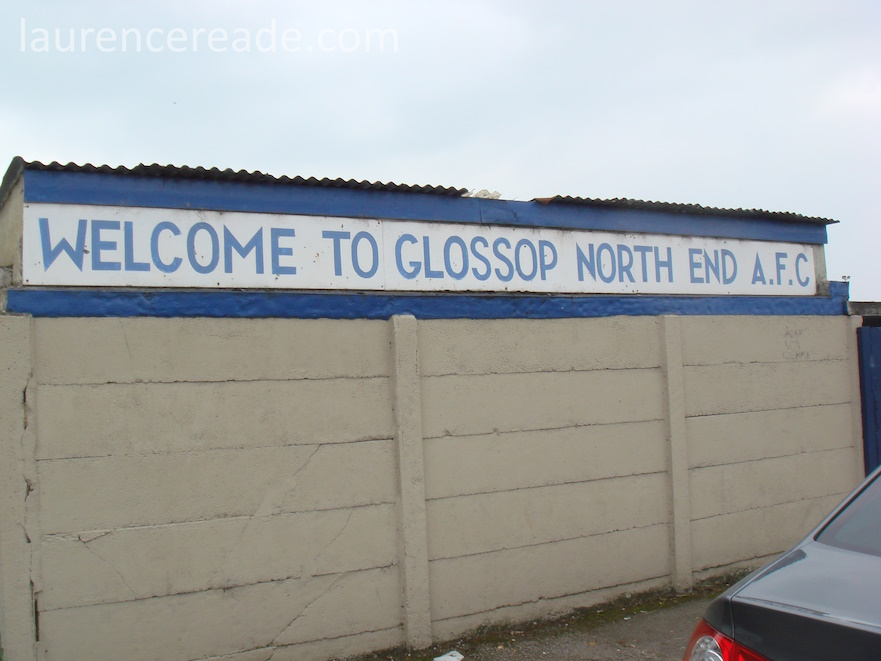 laurencereade.com
WELCOME TO GLOSSOP NORTH END A.F.C